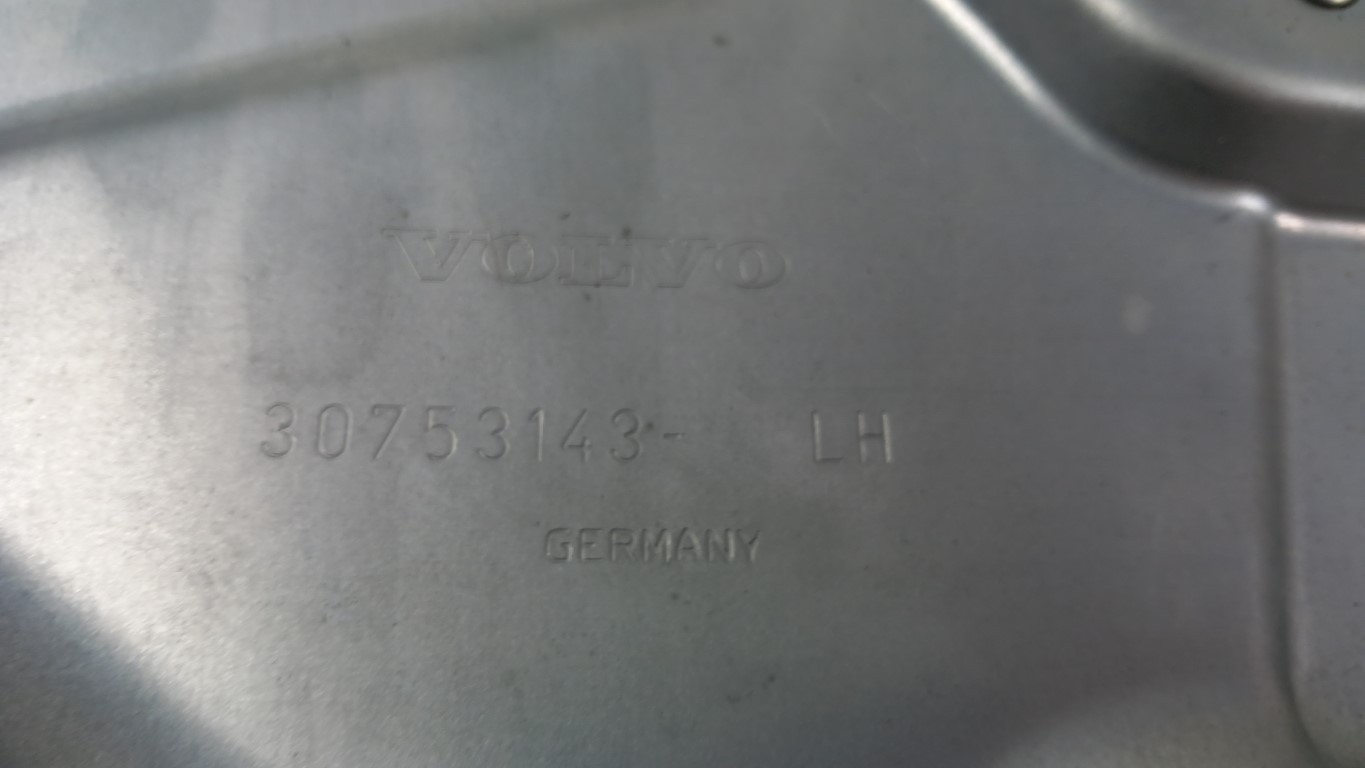 VOLVO
30753143- LH
GERMANY